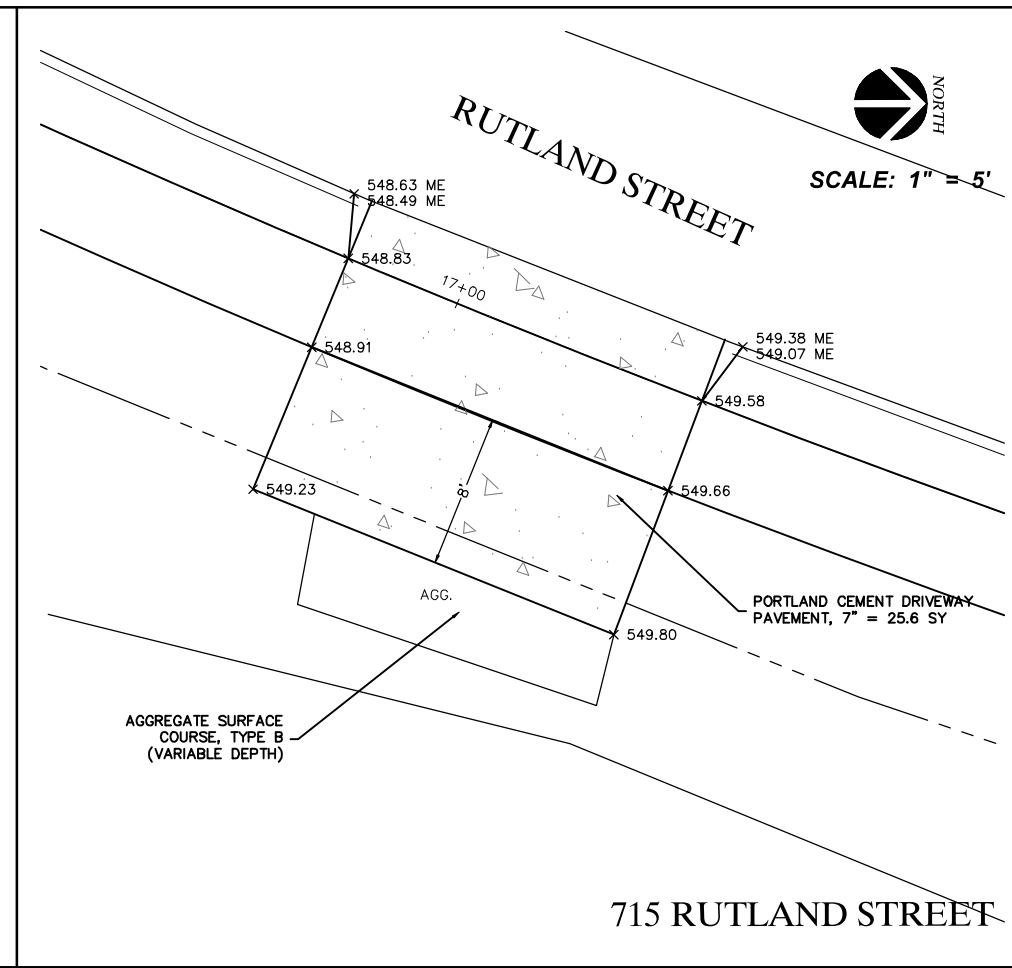 NORTH
SCALE: 1" = 5'
RUTLAND STREET
548.63 ME
548.49 ME
548.83
17+00
548.91
549.38 ME
549.07 ME
549.58
549.23
8'
549.66
AGG.
PORTLAND CEMENT DRIVEWAY
PAVEMENT, 7" = 25.6 SY
549.80
AGGREGATE SURFACE
COURSE, TYPE B
(VARIABLE DEPTH)
715 RUTLAND STREET